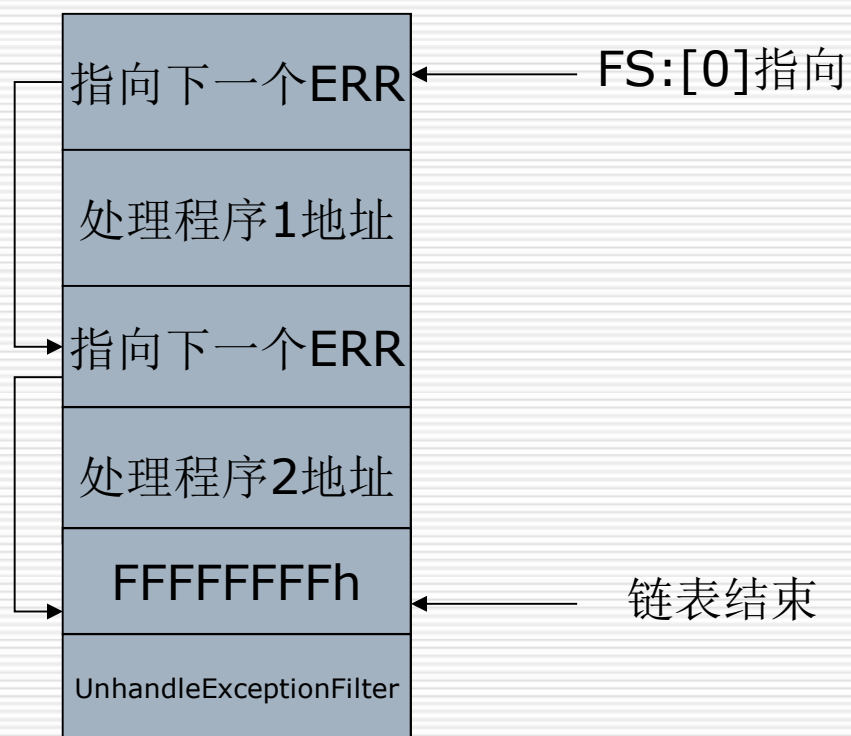 指向下一个ERR
FS:[0]指向
处理程序1地址
指向下一个ERR
处理程序2地址
FFFFFFFFh
链表结束
UnhandleExceptionFilter